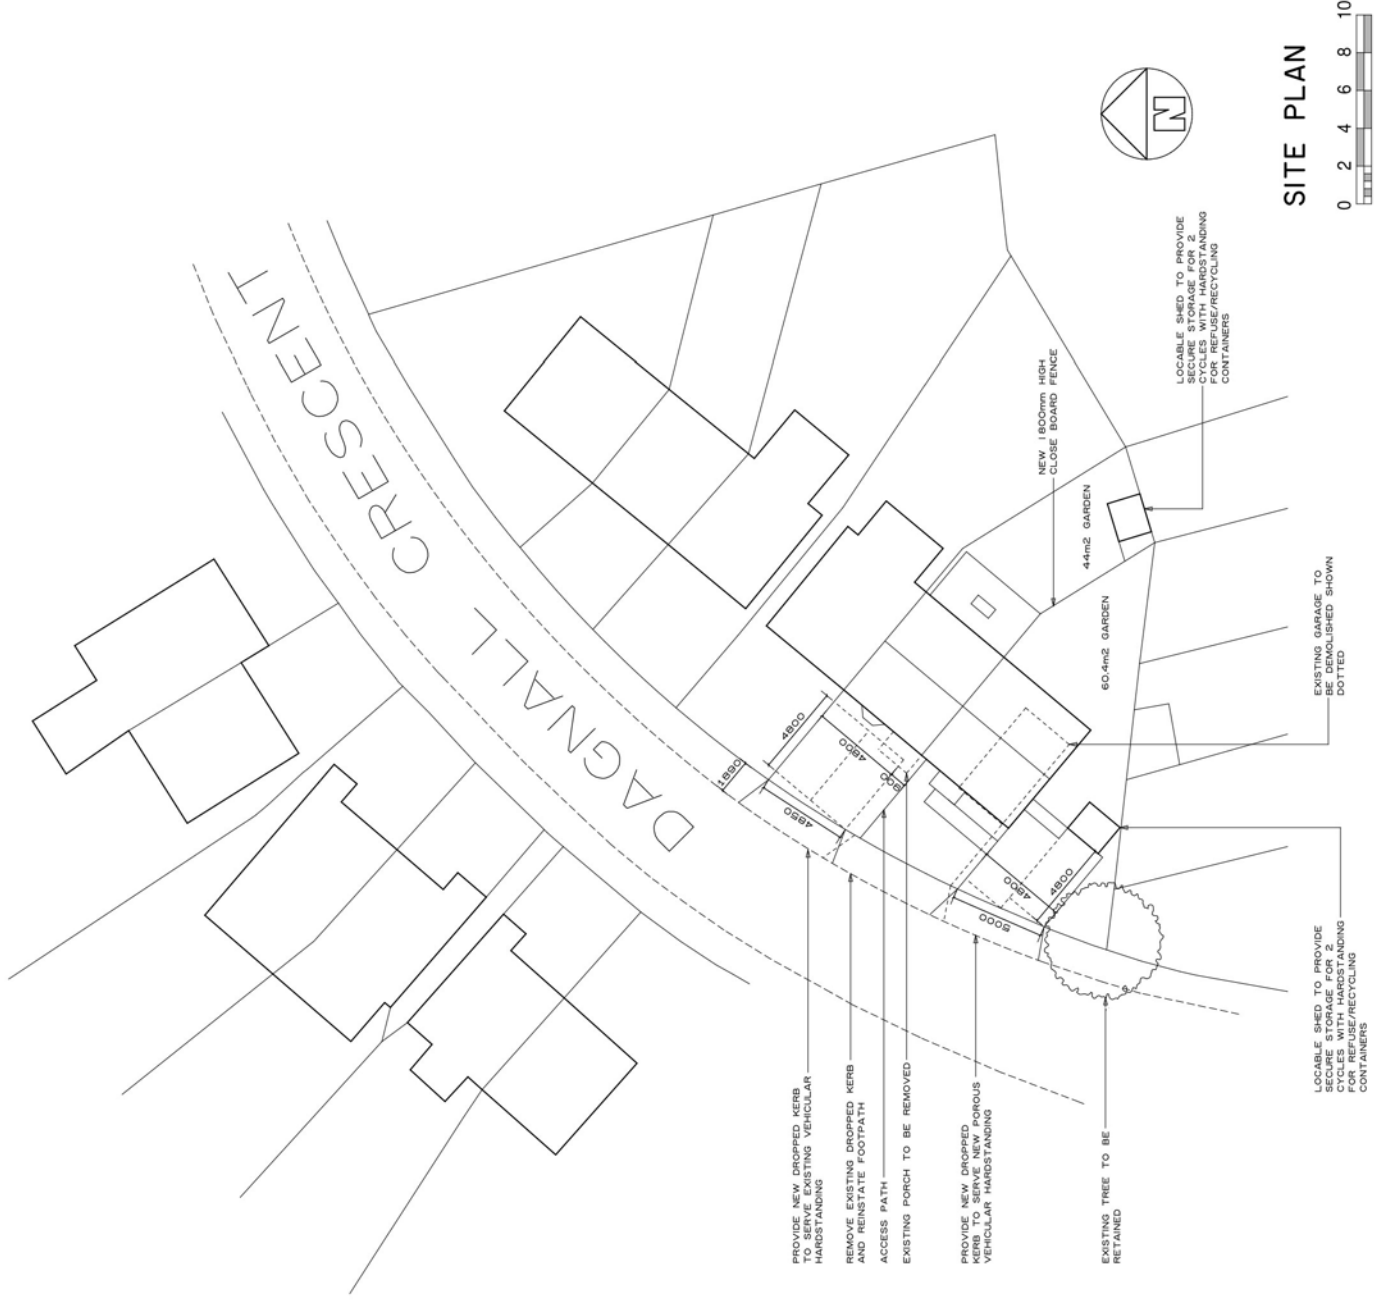 DAGNALL CRESCENT
PROVIDE NEW DROPPED KERB
TO SERVE EXISTING VEHICULAR
HARDSTANDING
REMOVE EXISTING DROPPED KERB
AND REINSTATE FOOTPATH
ACCESS PATH
EXISTING PORCH TO BE REMOVED
PROVIDE NEW DROPPED
KERB TO SERVE NEW POROUS
VEHICULAR HARDSTANDING
EXISTING TREE TO BE
RETAINED
1890
4800
4800
900
4850
5000
4800
4800
NEW 1800mm HIGH
CLOSE BOARD FENCE
44m2 GARDEN
60.4m2 GARDEN
LOCABLE SHED TO PROVIDE
SECURE STORAGE FOR 2
CYCLES WITH HARDSTANDING
FOR REFUSE/RECYCLING
CONTAINERS
EXISTING GARAGE TO
BE DEMOLISHED SHOWN
DOTTED
LOCABLE SHED TO PROVIDE
SECURE STORAGE FOR 2
CYCLES WITH HARDSTANDING
FOR REFUSE/RECYCLING
CONTAINERS
N
SITE PLAN
0 2 4 6 8 10